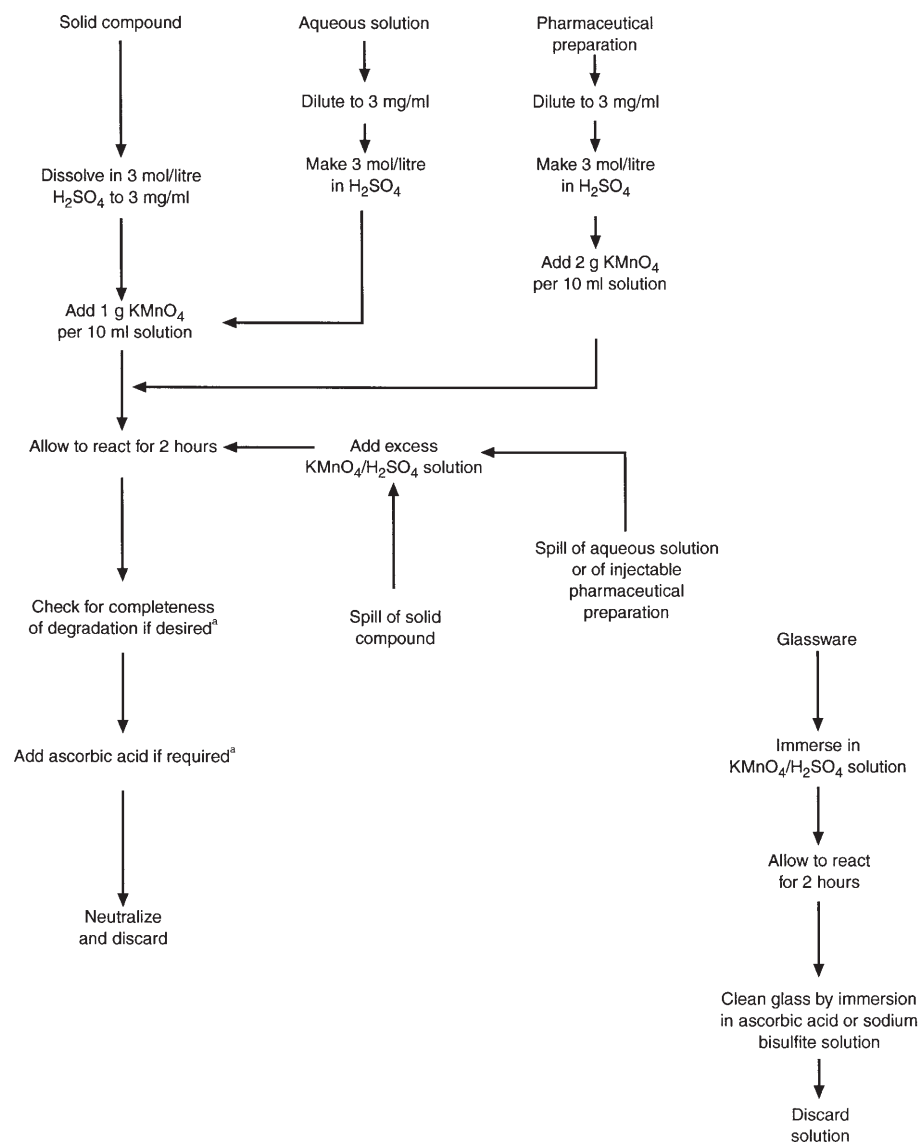 Solid compound
Aqueous solution
Pharmaceutical
preparation
Dilute to 3 mg/ml
Dilute to 3 mg/ml
Dissolve in 3 mol/litre
H₂SO₄ to 3 mg/ml
Make 3 mol/litre
in H₂SO₄
Make 3 mol/litre
in H₂SO₄
Add 2 g KMnO₄
per 10 ml solution
Add 1 g KMnO₄
per 10 ml solution
Allow to react for 2 hours
Add excess
KMnO₄/H₂SO₄ solution
Spill of aqueous solution
or of injectable
pharmaceutical
preparation
Spill of solid
compound
Check for completeness
of degradation if desiredᵃ
Add ascorbic acid if requiredᵃ
Neutralize
and discard
Glassware
Immerse in
KMnO₄/H₂SO₄ solution
Allow to react
for 2 hours
Clean glass by immersion
in ascorbic acid or sodium
bisulfite solution
Discard
solution